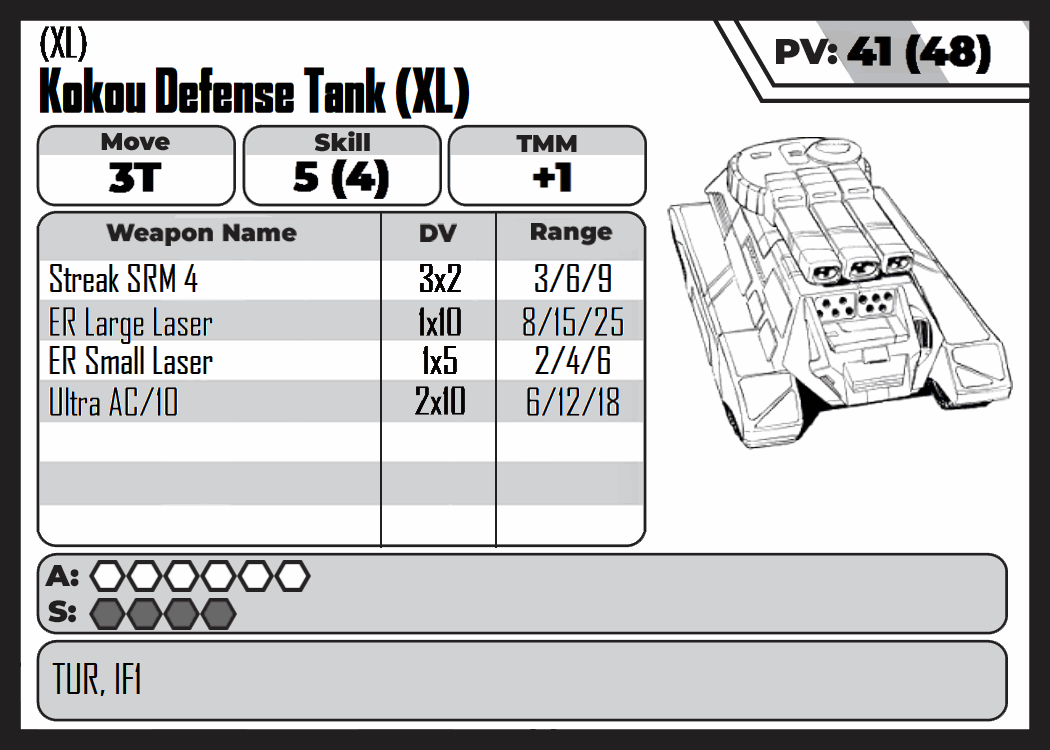 (XL)
PV: 41 (48)
Kokou Defense Tank (XL)
Move Skill TMM
3T 5 (4) +1
Weapon Name DV Range
Streak SRM 4 3x2 3/6/9
ER Large Laser 1x10 8/15/25
ER Small Laser 1x5 2/4/6
Ultra AC/10 2x10 6/12/18
A:
S:
TUR, IF1